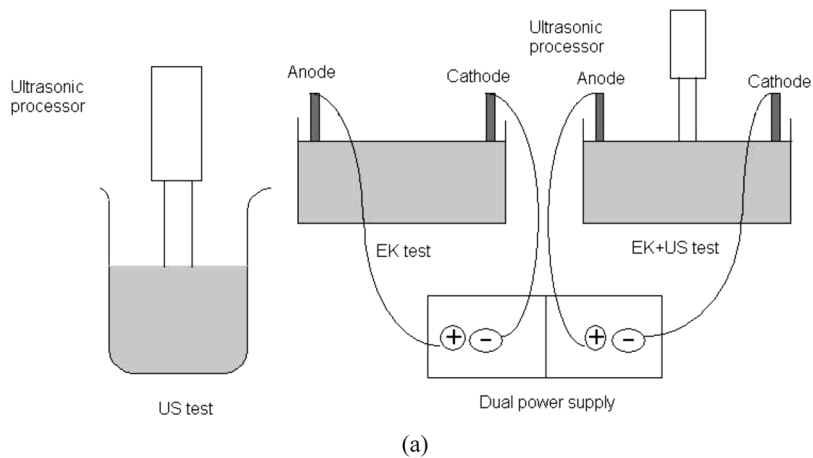 Ultrasonic
processor
US test
Anode
Cathode
EK test
Ultrasonic
processor
Anode
Cathode
EK+US test
+
-
+
-
Dual power supply
(a)